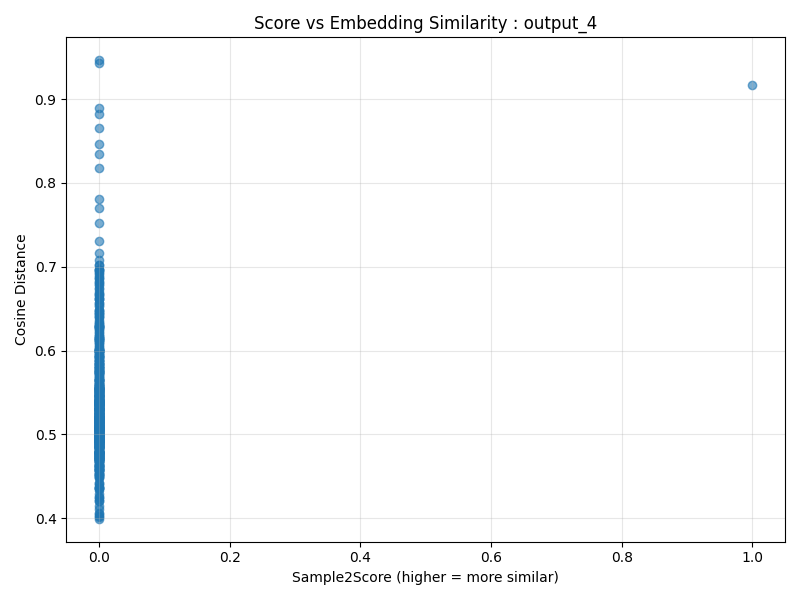 Score vs Embedding Similarity : output_4
Cosine Distance
0.9
0.8
0.7
0.6
0.5
0.4
0.0 0.2 0.4 0.6 0.8 1.0
Sample2Score (higher = more similar)